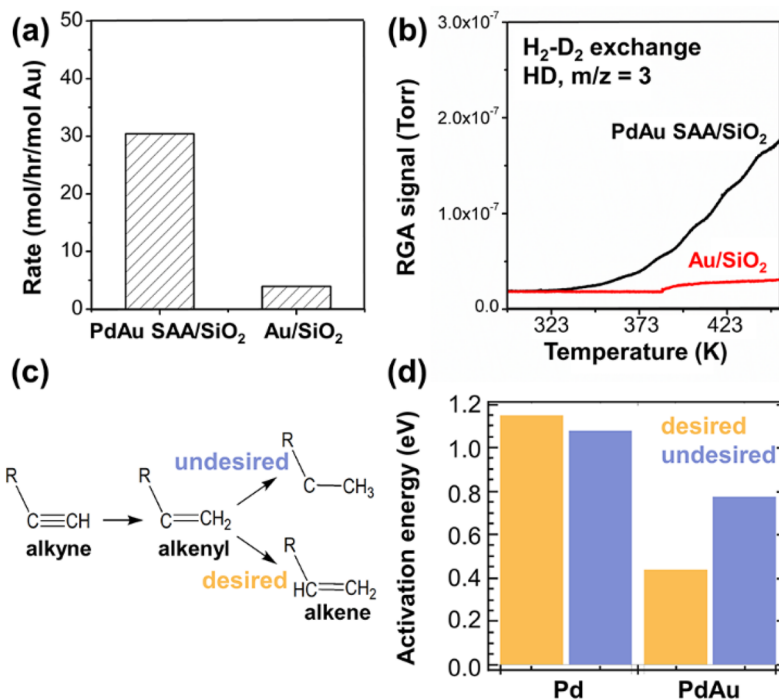 (a)
50
40
30
20
10
0
Rate (mol/hr/mol Au)
PdAu SAA/SiO₂
Au/SiO₂
(b)
3.0x10⁻⁷
2.0x10⁻⁷
1.0x10⁻⁷
0.0
RGA signal (Torr)
H₂-D₂ exchange
HD, m/z = 3
PdAu SAA/SiO₂
Au/SiO₂
323
373
423
Temperature (K)
(c)
R
C≡CH
alkyne
R
C=CH₂
alkenyl
undesired
R
C—CH₃
desired
R
HC=CH₂
alkene
(d)
1.2
1.0
0.8
0.6
0.4
0.2
0.0
Activation energy (eV)
desired
undesired
Pd
PdAu